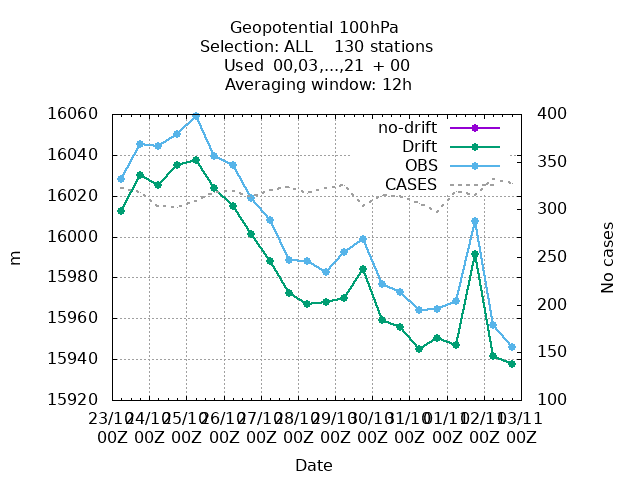 Geopotential 100hPa
Selection: ALL    130 stations
Used  00,03,...,21  + 00
Averaging window: 12h
16060
16040
16020
16000
15980
15960
15940
15920
m
400
350
300
250
200
150
100
No cases
no-drift
Drift
OBS
CASES
23/10 24/10 25/10 26/10 27/10 28/10 29/10 30/10 31/10 01/11 12/11 13/11
00Z 00Z 00Z 00Z 00Z 00Z 00Z 00Z 00Z 00Z 00Z 00Z
Date